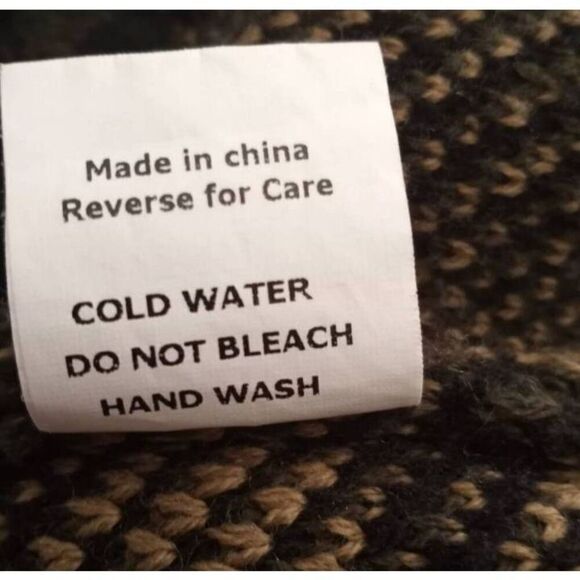 Made in china
Reverse for Care
COLD WATER
DO NOT BLEACH
HAND WASH